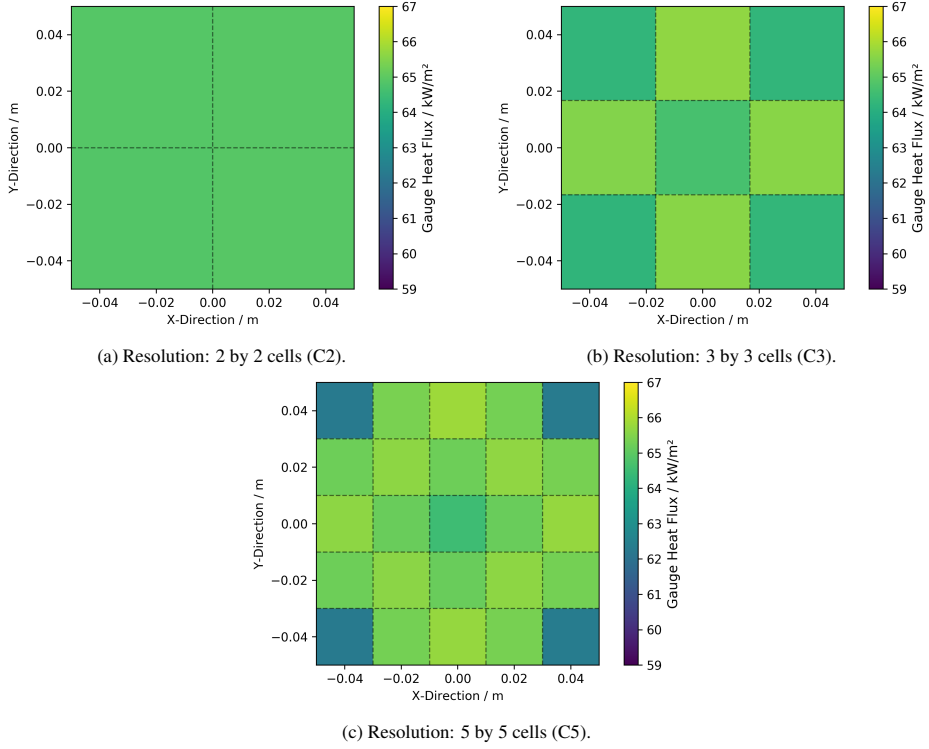 0.04
0.02
0.00
−0.02
−0.04
Y-Direction / m
−0.04 −0.02 0.00 0.02 0.04
X-Direction / m
67
66
65
64
63
62
61
60
59
Gauge Heat Flux / kW/m²
(a) Resolution: 2 by 2 cells (C2).
0.04
0.02
0.00
−0.02
−0.04
Y-Direction / m
−0.04 −0.02 0.00 0.02 0.04
X-Direction / m
67
66
65
64
63
62
61
60
59
Gauge Heat Flux / kW/m²
(b) Resolution: 3 by 3 cells (C3).
0.04
0.02
0.00
−0.02
−0.04
Y-Direction / m
−0.04 −0.02 0.00 0.02 0.04
X-Direction / m
67
66
65
64
63
62
61
60
59
Gauge Heat Flux / kW/m²
(c) Resolution: 5 by 5 cells (C5).